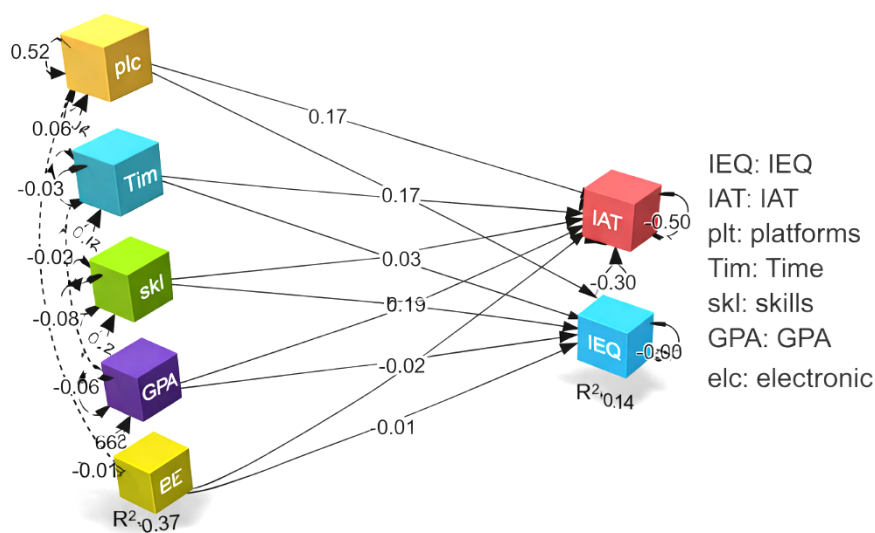 0.52
plc
0.06
0.17
Tim
-0.03
0.17
IAT
-0.50
-0.02
skl
0.03
-0.30
-0.08
0.19
IEQ
-0.00
-0.06
GPA
-0.02
R², 0.14
-0.01
-0.01
R², 0.37
IEQ: IEQ
IAT: IAT
plt: platforms
Tim: Time
skl: skills
GPA: GPA
elc: electronic